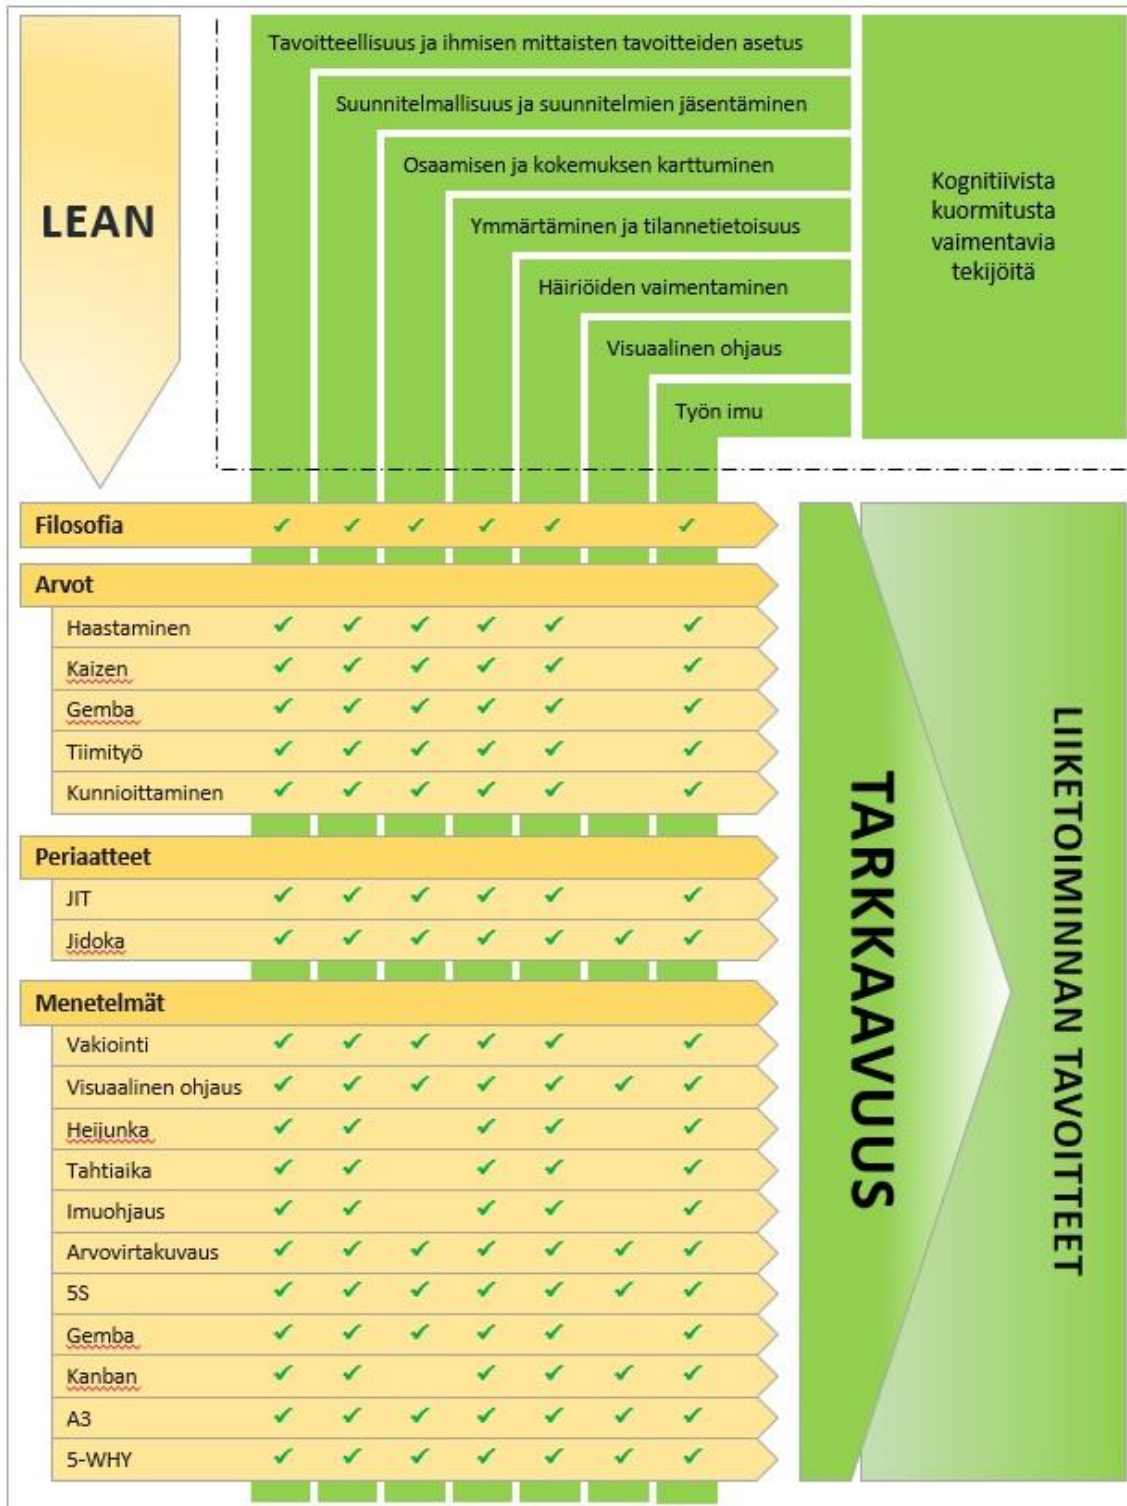 LEAN
Tavoitteellisuus ja ihmisen mittaisten tavoitteiden asetus
Suunnitelmallisuus ja suunnitelmien jäsentäminen
Osaamisen ja kokemuksen karttuminen
Ymmärtäminen ja tilannetietoisuus
Häiriöiden vaimentaminen
Visuaalinen ohjaus
Työn imu
Kognitiivista
kuormitusta
vaimentavia
tekijöitä
Filosofia ✓ ✓ ✓ ✓ ✓ ✓
Arvot
Haastaminen ✓ ✓ ✓ ✓ ✓ ✓
Kaizen ✓ ✓ ✓ ✓ ✓ ✓
Gemba ✓ ✓ ✓ ✓ ✓ ✓
Tiimityö ✓ ✓ ✓ ✓ ✓ ✓
Kunnioittaminen ✓ ✓ ✓ ✓ ✓ ✓
Periaatteet
JIT ✓ ✓ ✓ ✓ ✓ ✓
Jidoka ✓ ✓ ✓ ✓ ✓ ✓ ✓
Menetelmät
Vakiointi ✓ ✓ ✓ ✓ ✓ ✓
Visuaalinen ohjaus ✓ ✓ ✓ ✓ ✓ ✓ ✓
Heijunka ✓ ✓ ✓ ✓ ✓
Tahtiaika ✓ ✓ ✓ ✓ ✓
Imuohjaus ✓ ✓ ✓ ✓ ✓
Arvovirtakuvaus ✓ ✓ ✓ ✓ ✓ ✓ ✓
5S ✓ ✓ ✓ ✓ ✓ ✓ ✓
Gemba ✓ ✓ ✓ ✓ ✓ ✓
Kanban ✓ ✓ ✓ ✓ ✓ ✓
A3 ✓ ✓ ✓ ✓ ✓ ✓ ✓
5-WHY ✓ ✓ ✓ ✓ ✓ ✓ ✓
TARKKAAVUUS
LIIKETOIMINNAN TAVOITTEET